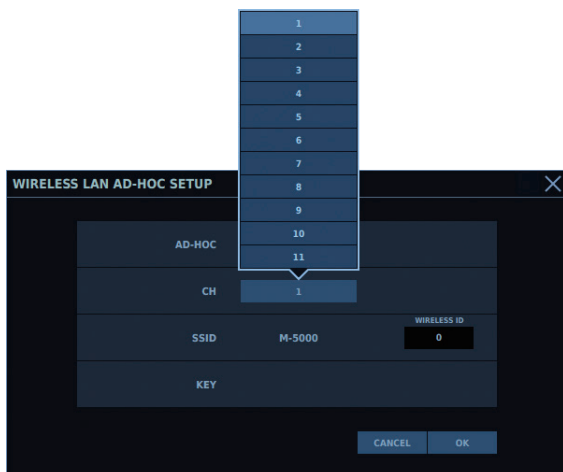 1
2
3
4
5
6
7
8
9
10
11
WIRELESS LAN AD-HOC SETUP
AD-HOC
CH 1
WIRELESS ID
SSID M-5000 0
KEY
CANCEL OK